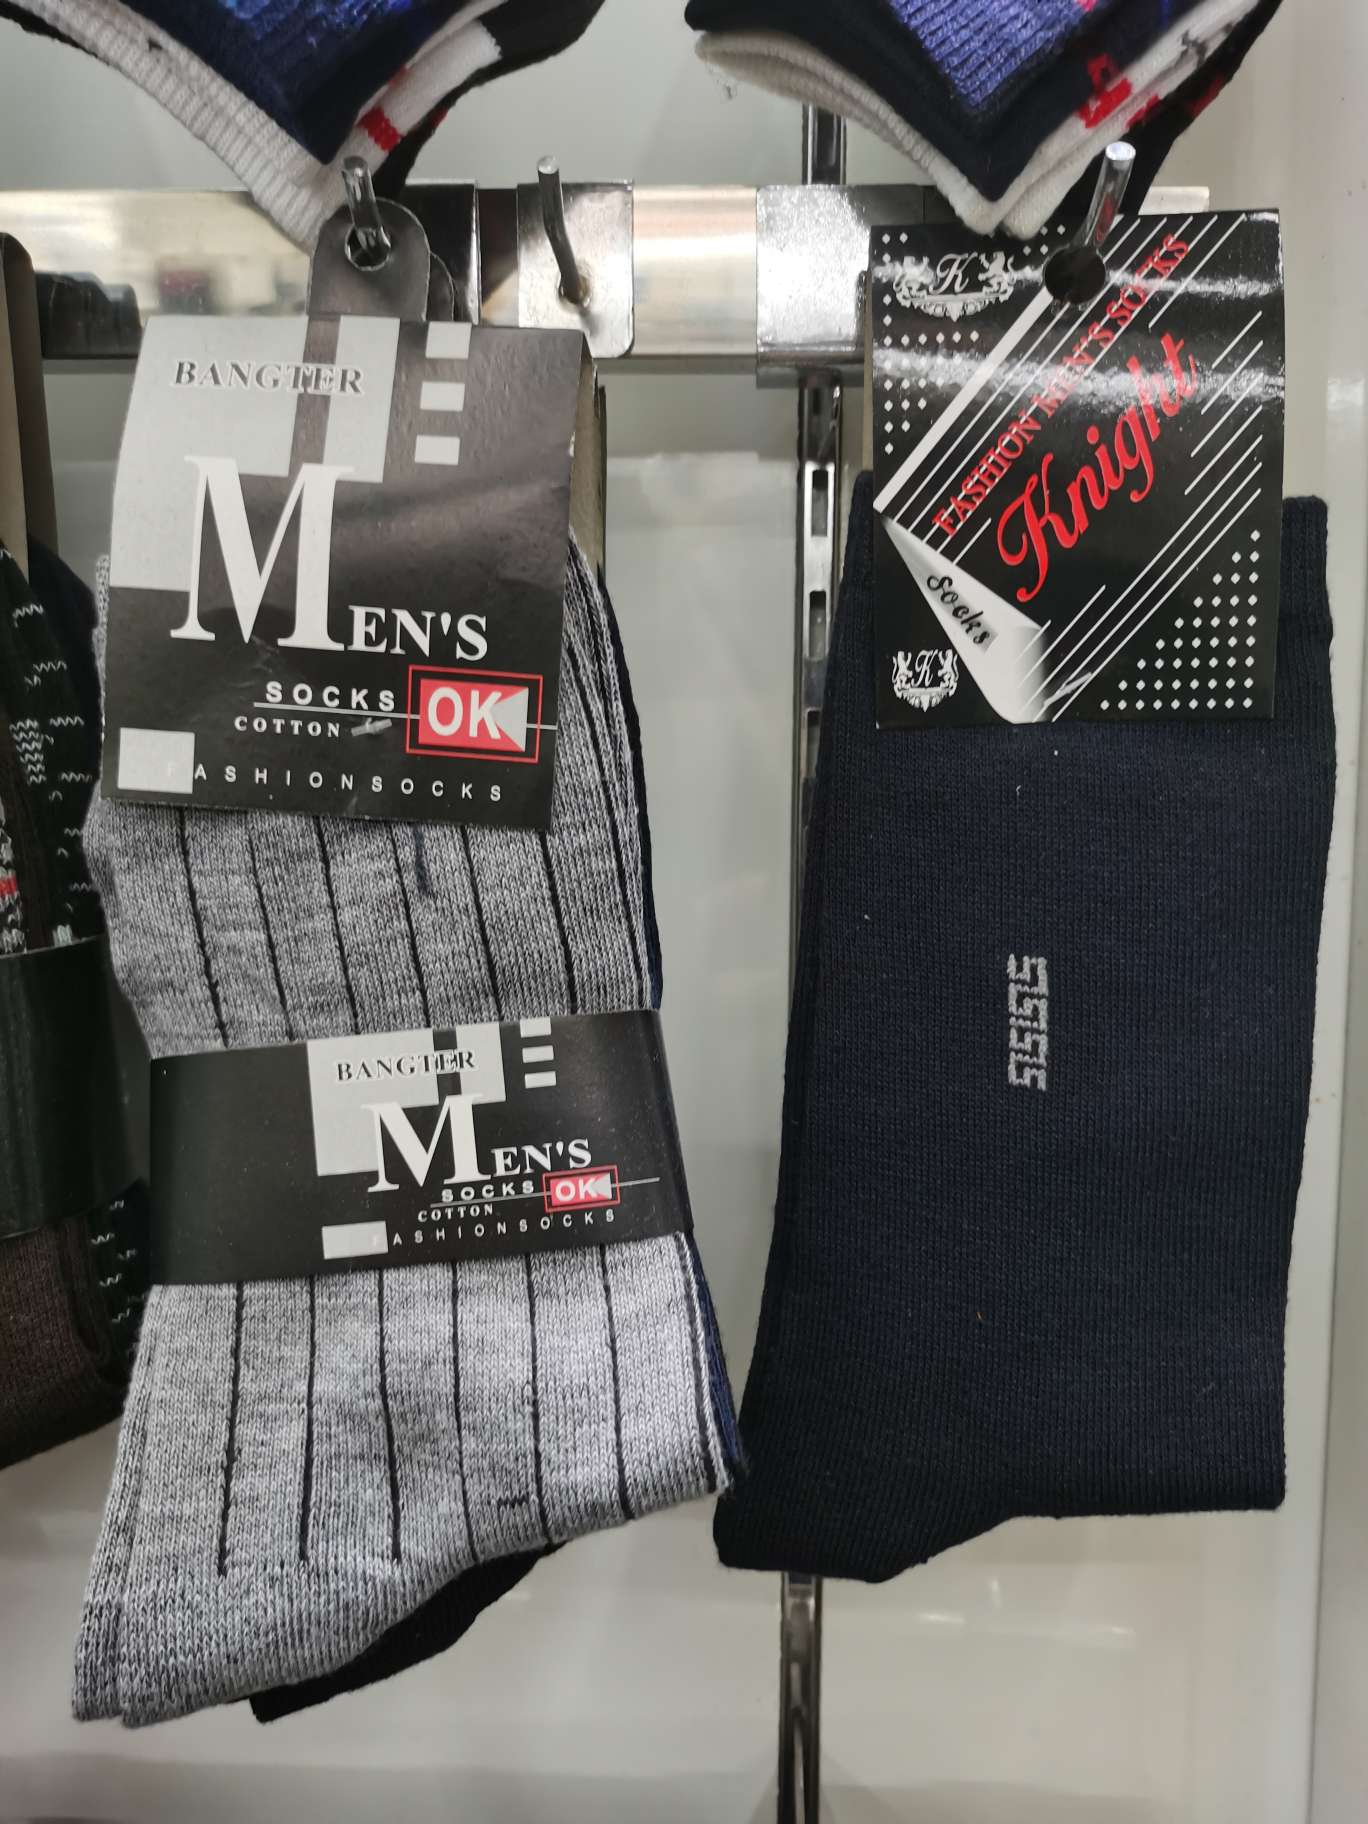 BANGTER
MEN'S
SOCKS OK
COTTON
FASHIONSOCKS
BANGTER
MEN'S
SOCKS OK
COTTON
FASHIONSOCKS
K
FASHION MEN'S SOCKS
Knight
Socks
K